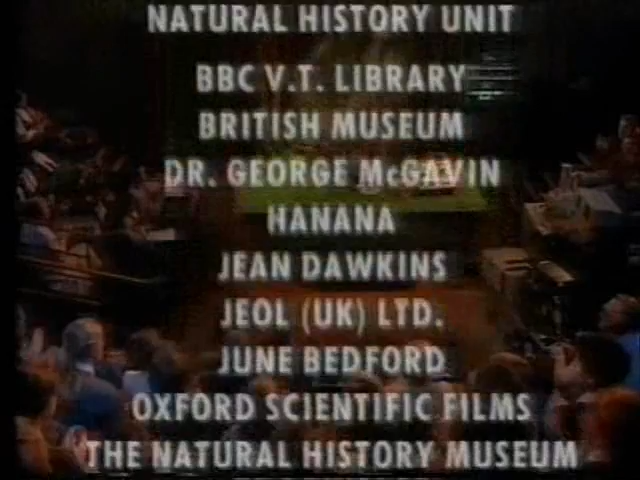 NATURAL HISTORY UNIT
BBC V.T. LIBRARY
BRITISH MUSEUM
DR. GEORGE McGAVIN
HANANA
JEAN DAWKINS
JEOL (UK) LTD.
JUNE BEDFORD
OXFORD SCIENTIFIC FILMS
THE NATURAL HISTORY MUSEUM